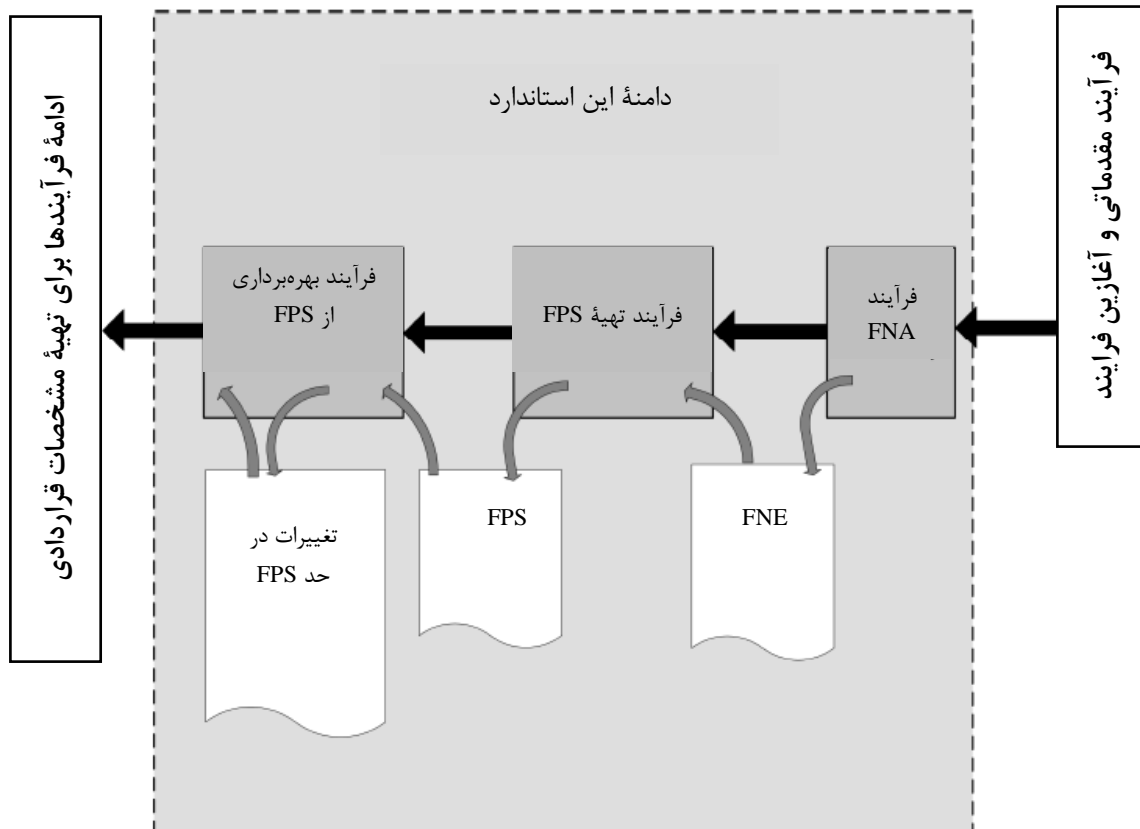 فرآیند مقدماتی و آغازین فرایند
دامنهٔ این استاندارد
فرآیند
FNA
فرآیند تهیهٔ FPS
فرآیند بهره‌برداری
از FPS
FNE
FPS
تغییرات در
حد FPS
ادامهٔ فرآیندها برای تهیهٔ مشخصات قراردادی